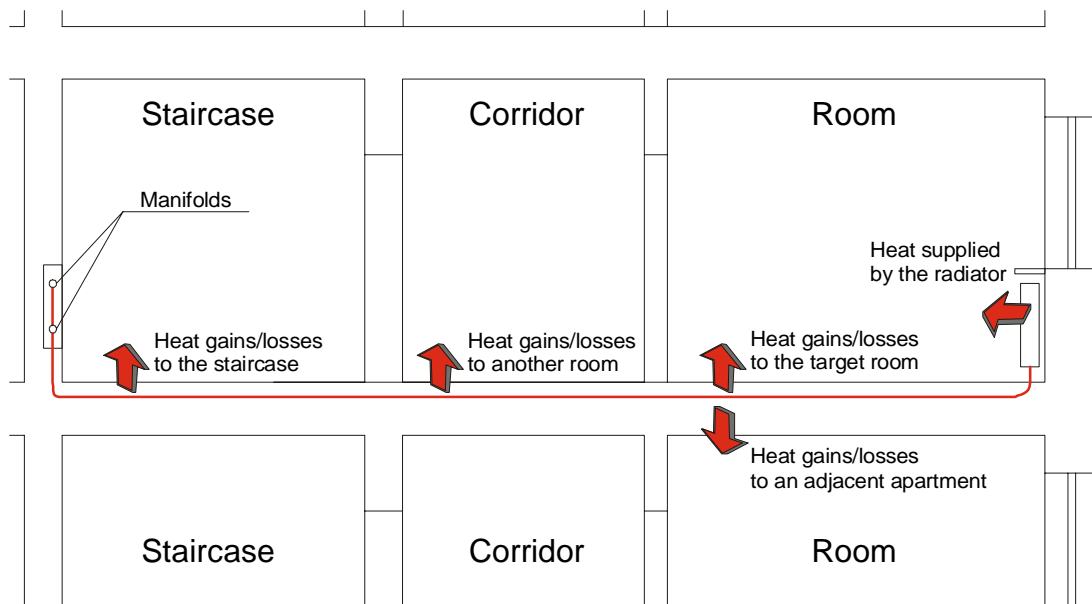 Staircase
Corridor
Room
Manifolds
Heat supplied
by the radiator
Heat gains/losses
to the staircase
Heat gains/losses
to another room
Heat gains/losses
to the target room
Heat gains/losses
to an adjacent apartment
Staircase
Corridor
Room